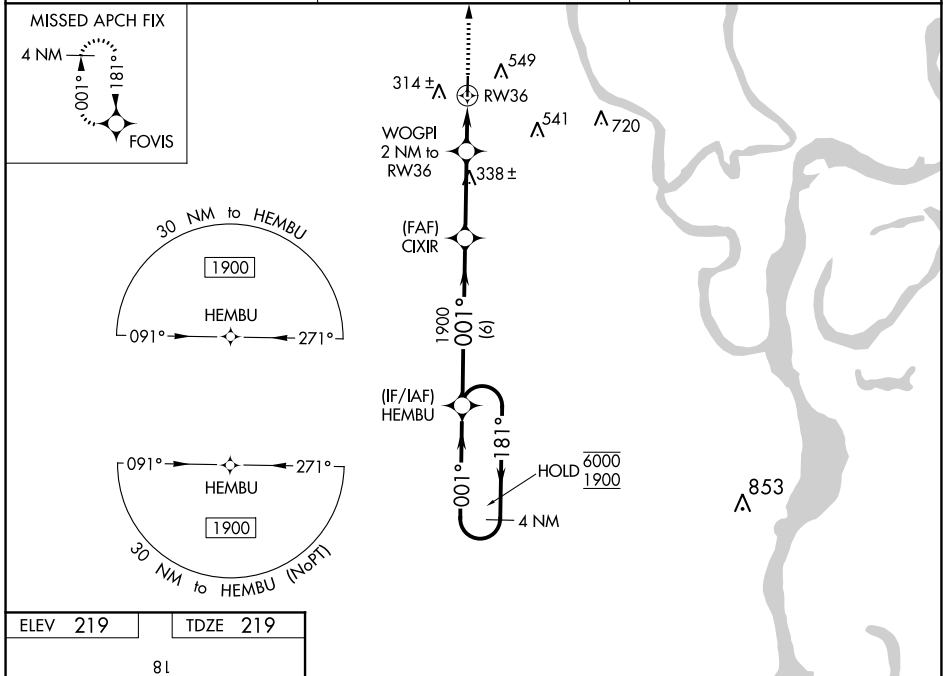 MISSED APCH FIX
4 NM
001°
181°
FOVIS
549
314 ±
RW36
541
720
WOGPI
2 NM to
RW36
338 ±
(FAF)
CIXIR
1900
001°
(6)
30 NM to HEMBU
1900
HEMBU
091°
271°
(IF/IAF)
HEMBU
181°
001°
HOLD
6000
1900
4 NM
853
091°
271°
HEMBU
1900
30 NM to HEMBU (NoPT)
ELEV 219
TDZE 219
18